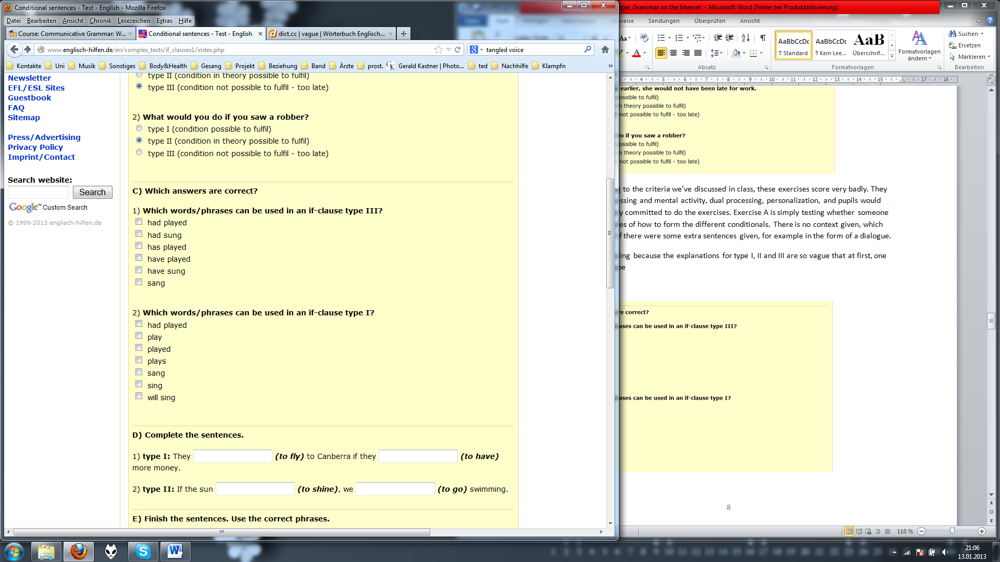 Conditional sentences - Test - English - Mozilla Firefox
Datei Bearbeiten Ansicht Chronik Lesezeichen Extras Hilfe
Course: Communicative Grammar: W...
Conditional sentences - Test - English
dict.cc | vague | Wörterbuch Englisch...
www.englisch-hilfen.de/en/complex_tests/if_clauses1/index.php
tangled voice
Kontakte Uni Musik Sonstiges Body&Health Gesang Projekt Beziehung Band Ärzte prost. Gerald Kastner | Photo... ted Nachhilfe Klampfn »
Newsletter
EFL/ESL Sites
Guestbook
FAQ
Sitemap
Press/Advertising
Privacy Policy
Imprint/Contact
Search website:
Search
Google™ Custom Search
© 1999-2013 englisch-hilfen.de
type II (condition in theory possible to fulfil)
type III (condition not possible to fulfil - too late)
2) What would you do if you saw a robber?
type I (condition possible to fulfil)
type II (condition in theory possible to fulfil)
type III (condition not possible to fulfil - too late)
C) Which answers are correct?
1) Which words/phrases can be used in an if-clause type III?
had played
had sung
has played
have played
have sung
sang
2) Which words/phrases can be used in an if-clause type I?
had played
play
played
plays
sang
sing
will sing
D) Complete the sentences.
1) type I: They (to fly) to Canberra if they (to have)
more money.
2) type II: If the sun (to shine), we (to go) swimming.
E) Finish the sentences. Use the correct phrases.
_Grammar on the Internet - Microsoft Word (Fehler bei Produktaktivierung)
Sendungen Überprüfen Ansicht
AaBbCcDc AaBbCcDc AaB
¶ Standard ¶ Kein Lee... Überschrif...
Formatvorlagen
ändern
Suchen
Ersetzen
Markieren
Absatz Formatvorlagen Bearbeiten
3 4 5 6 7 8 9 10 11 12 13 14 15 17 18
earlier, she would not have been late for work.
possible to fulfil)
n theory possible to fulfil)
not possible to fulfil - too late)
do if you saw a robber?
possible to fulfil)
n theory possible to fulfil)
not possible to fulfil - too late)
to the criteria we've discussed in class, these exercises score very badly. They
essing and mental activity, dual processing, personalization, and pupils would
y committed to do the exercises. Exercise A is simply testing whether someone
es of how to form the different conditionals. There is no context given, which
f there were some extra sentences given, for example in the form of a dialogue.
sing because the explanations for type I, II and III are so vague that at first, one
pe
re correct?
ases can be used in an if-clause type III?
ases can be used in an if-clause type I?
8
110 %
21:06
13.01.2013